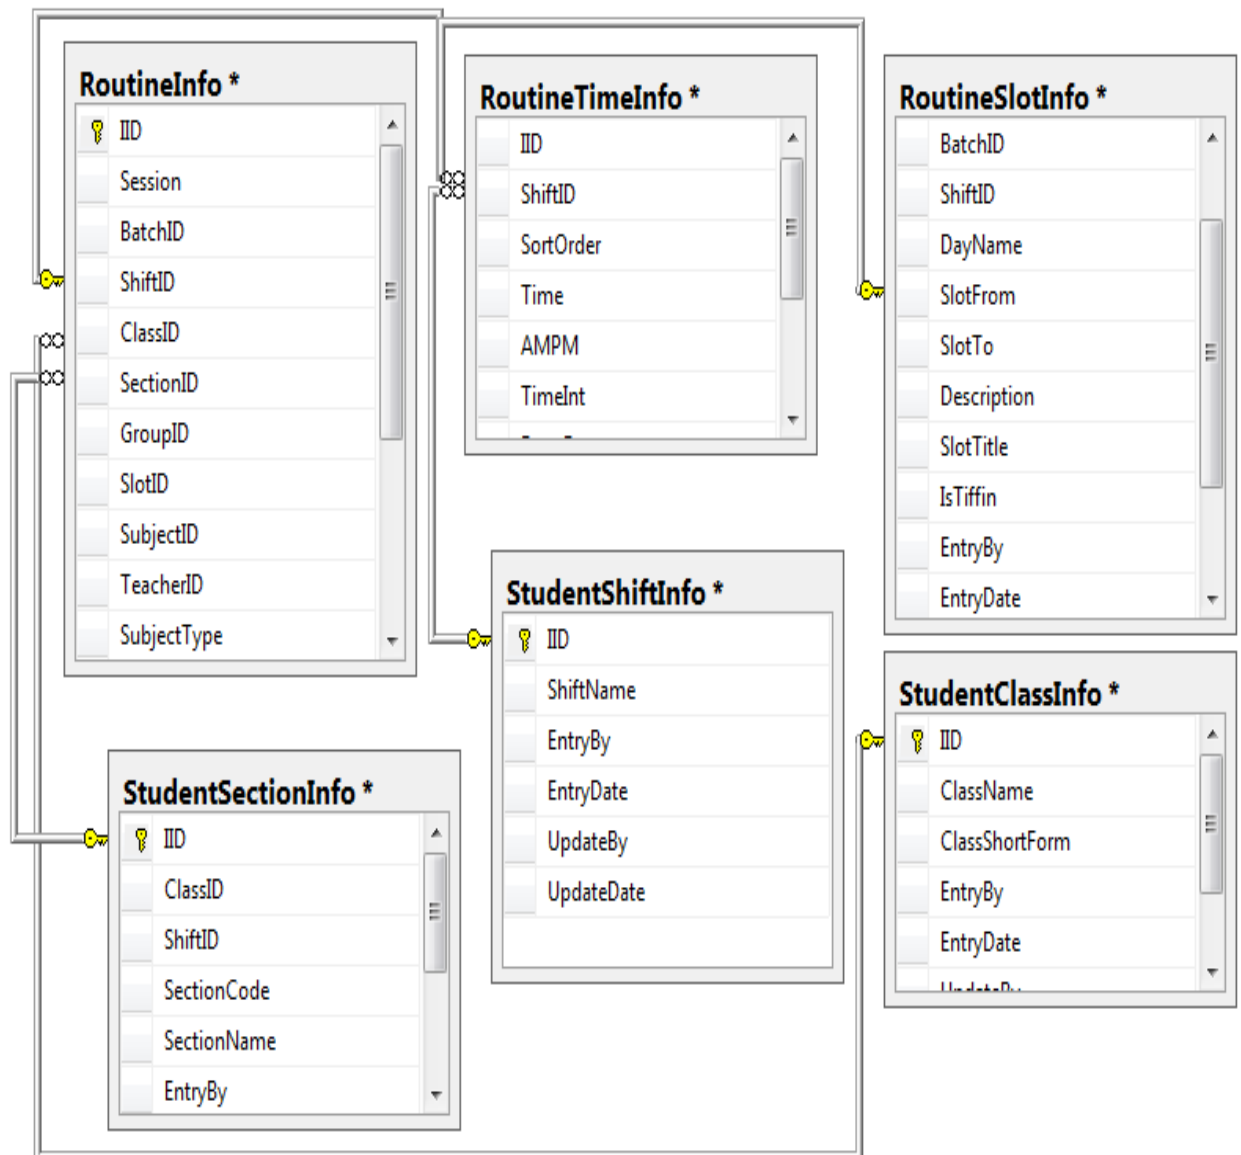 RoutineInfo *
IID
Session
BatchID
ShiftID
ClassID
SectionID
GroupID
SlotID
SubjectID
TeacherID
SubjectType
RoutineTimeInfo *
IID
ShiftID
SortOrder
Time
AMPM
TimeInt
RoutineSlotInfo *
BatchID
ShiftID
DayName
SlotFrom
SlotTo
Description
SlotTitle
IsTiffin
EntryBy
EntryDate
StudentShiftInfo *
IID
ShiftName
EntryBy
EntryDate
UpdateBy
UpdateDate
StudentClassInfo *
IID
ClassName
ClassShortForm
EntryBy
EntryDate
UpdateBy
StudentSectionInfo *
IID
ClassID
ShiftID
SectionCode
SectionName
EntryBy